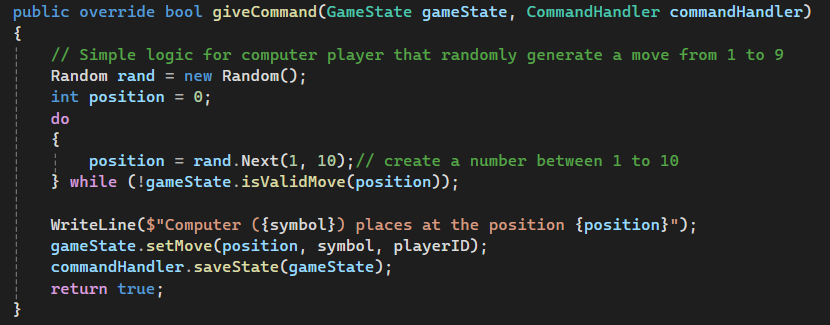 public override bool giveCommand(GameState gameState, CommandHandler commandHandler)
{
    // Simple logic for computer player that randomly generate a move from 1 to 9
    Random rand = new Random();
    int position = 0;
    do
    {
        position = rand.Next(1, 10);// create a number between 1 to 10
    } while (!gameState.isValidMove(position));

    WriteLine($"Computer ({symbol}) places at the position {position}");
    gameState.setMove(position, symbol, playerID);
    commandHandler.saveState(gameState);
    return true;
}